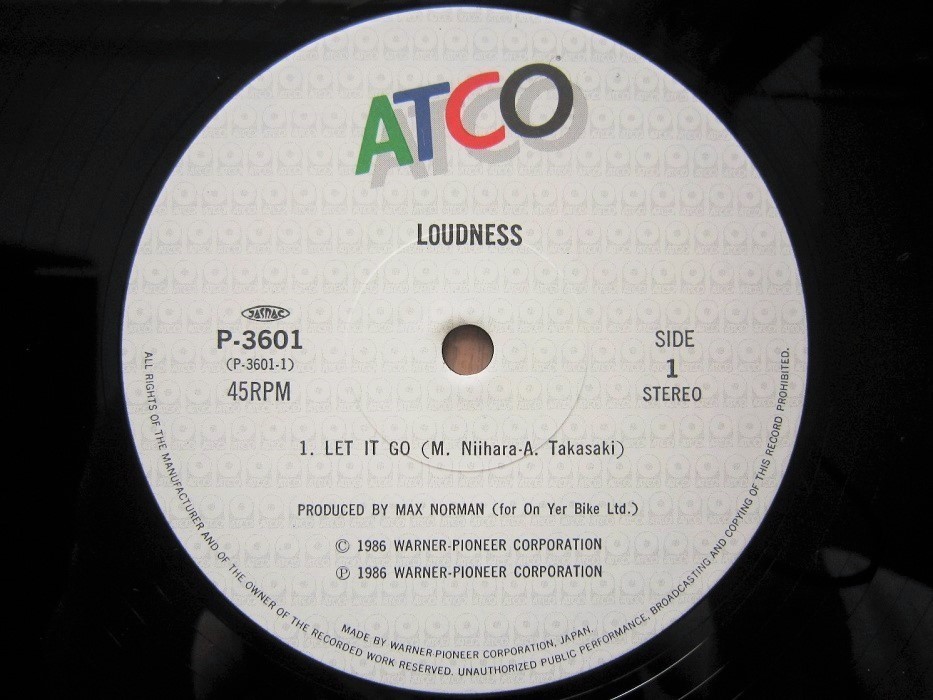 ATCO
LOUDNESS
JASRAC
P-3601
(P-3601-1)
45RPM
SIDE
1
STEREO
1. LET IT GO (M. Niihara-A. Takasaki)
PRODUCED BY MAX NORMAN (for On Yer Bike Ltd.)
© 1986 WARNER-PIONEER CORPORATION
℗ 1986 WARNER-PIONEER CORPORATION
MADE BY WARNER-PIONEER CORPORATION, JAPAN.
ALL RIGHTS OF THE MANUFACTURER AND OF THE OWNER OF THE RECORDED WORK RESERVED. UNAUTHORIZED PUBLIC PERFORMANCE, BROADCASTING AND COPYING OF THIS RECORD PROHIBITED.